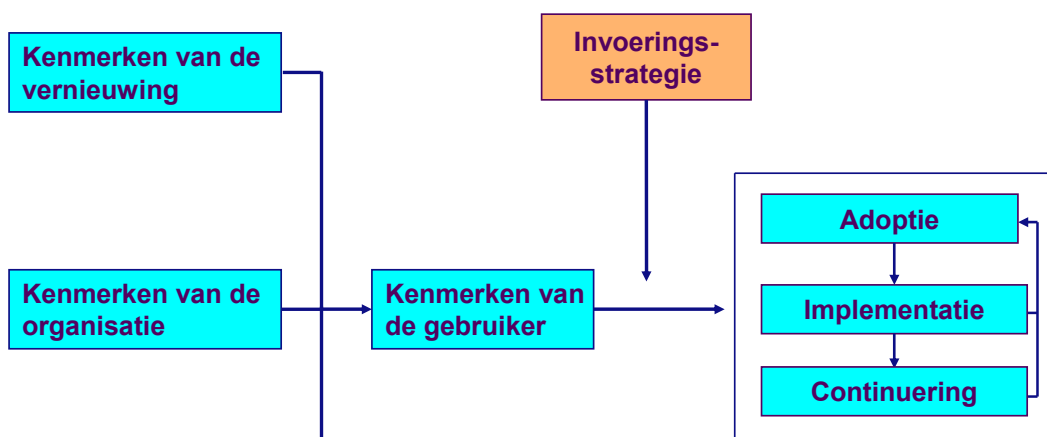 Kenmerken van de
vernieuwing
Invoerings-
strategie
Adoptie
Kenmerken van de
organisatie
Kenmerken van
de gebruiker
Implementatie
Continuering